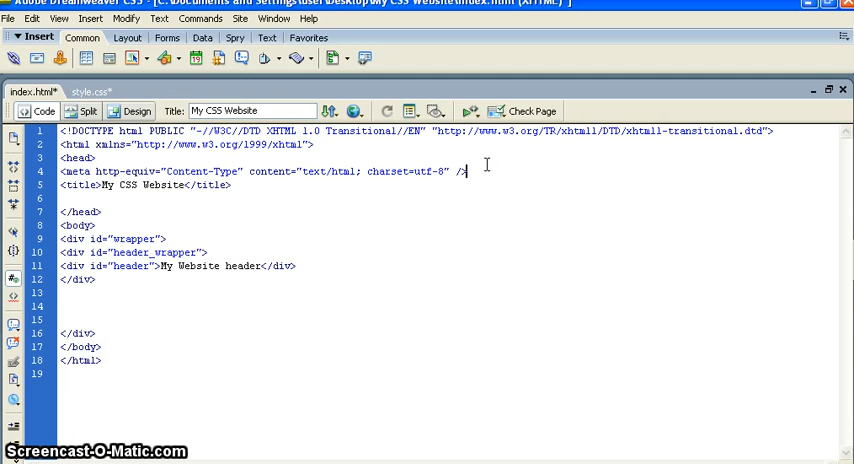 Adobe Dreamweaver CS3 - [C:\Documents and Settings\user\Desktop\My CSS Website\index.html (XHTML)*]
File Edit View Insert Modify Text Commands Site Window Help
Insert Common Layout Forms Data Spry Text Favorites
index.html* style.css*
Code Split Design Title: My CSS Website Check Page
1 <!DOCTYPE html PUBLIC "-//W3C//DTD XHTML 1.0 Transitional//EN" "http://www.w3.org/TR/xhtml1/DTD/xhtml1-transitional.dtd">
2 <html xmlns="http://www.w3.org/1999/xhtml">
3 <head>
4 <meta http-equiv="Content-Type" content="text/html; charset=utf-8" />
5 <title>My CSS Website</title>
6
7 </head>
8 <body>
9 <div id="wrapper">
10 <div id="header_wrapper">
11 <div id="header">My Website header</div>
12 </div>
13
14
15
16 </div>
17 </body>
18 </html>
19
Screencast-O-Matic.com